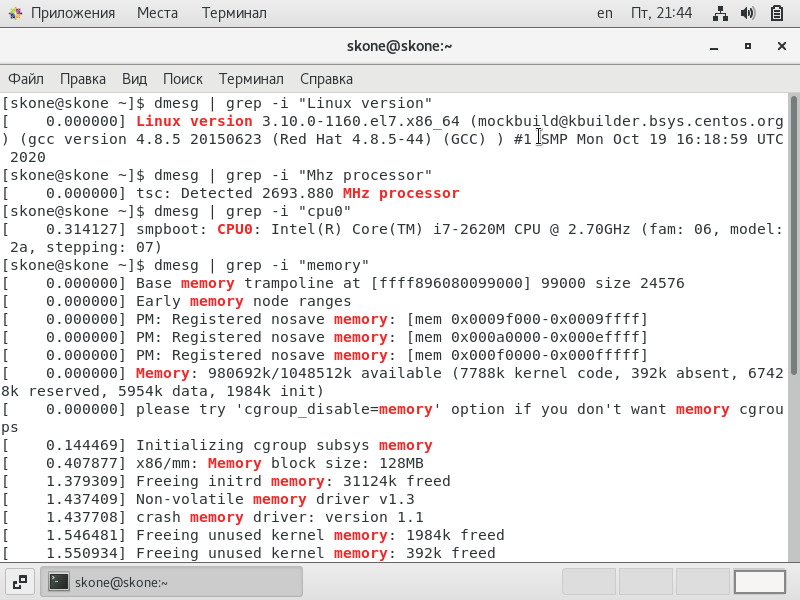 Приложения Места Терминал en Пт, 21:44
skone@skone:~
Файл Правка Вид Поиск Терминал Справка
[skone@skone ~]$ dmesg | grep -i "Linux version"
[    0.000000] Linux version 3.10.0-1160.el7.x86_64 (mockbuild@kbuilder.bsys.centos.org
) (gcc version 4.8.5 20150623 (Red Hat 4.8.5-44) (GCC) ) #1 SMP Mon Oct 19 16:18:59 UTC
 2020
[skone@skone ~]$ dmesg | grep -i "Mhz processor"
[    0.000000] tsc: Detected 2693.880 MHz processor
[skone@skone ~]$ dmesg | grep -i "cpu0"
[    0.314127] smpboot: CPU0: Intel(R) Core(TM) i7-2620M CPU @ 2.70GHz (fam: 06, model:
 2a, stepping: 07)
[skone@skone ~]$ dmesg | grep -i "memory"
[    0.000000] Base memory trampoline at [ffff896080099000] 99000 size 24576
[    0.000000] Early memory node ranges
[    0.000000] PM: Registered nosave memory: [mem 0x0009f000-0x0009ffff]
[    0.000000] PM: Registered nosave memory: [mem 0x000a0000-0x000effff]
[    0.000000] PM: Registered nosave memory: [mem 0x000f0000-0x000fffff]
[    0.000000] Memory: 980692k/1048512k available (7788k kernel code, 392k absent, 6742
8k reserved, 5954k data, 1984k init)
[    0.000000] please try 'cgroup_disable=memory' option if you don't want memory cgrou
ps
[    0.144469] Initializing cgroup subsys memory
[    0.407877] x86/mm: Memory block size: 128MB
[    1.379309] Freeing initrd memory: 31124k freed
[    1.437409] Non-volatile memory driver v1.3
[    1.437708] crash memory driver: version 1.1
[    1.546481] Freeing unused kernel memory: 1984k freed
[    1.550934] Freeing unused kernel memory: 392k freed
skone@skone:~